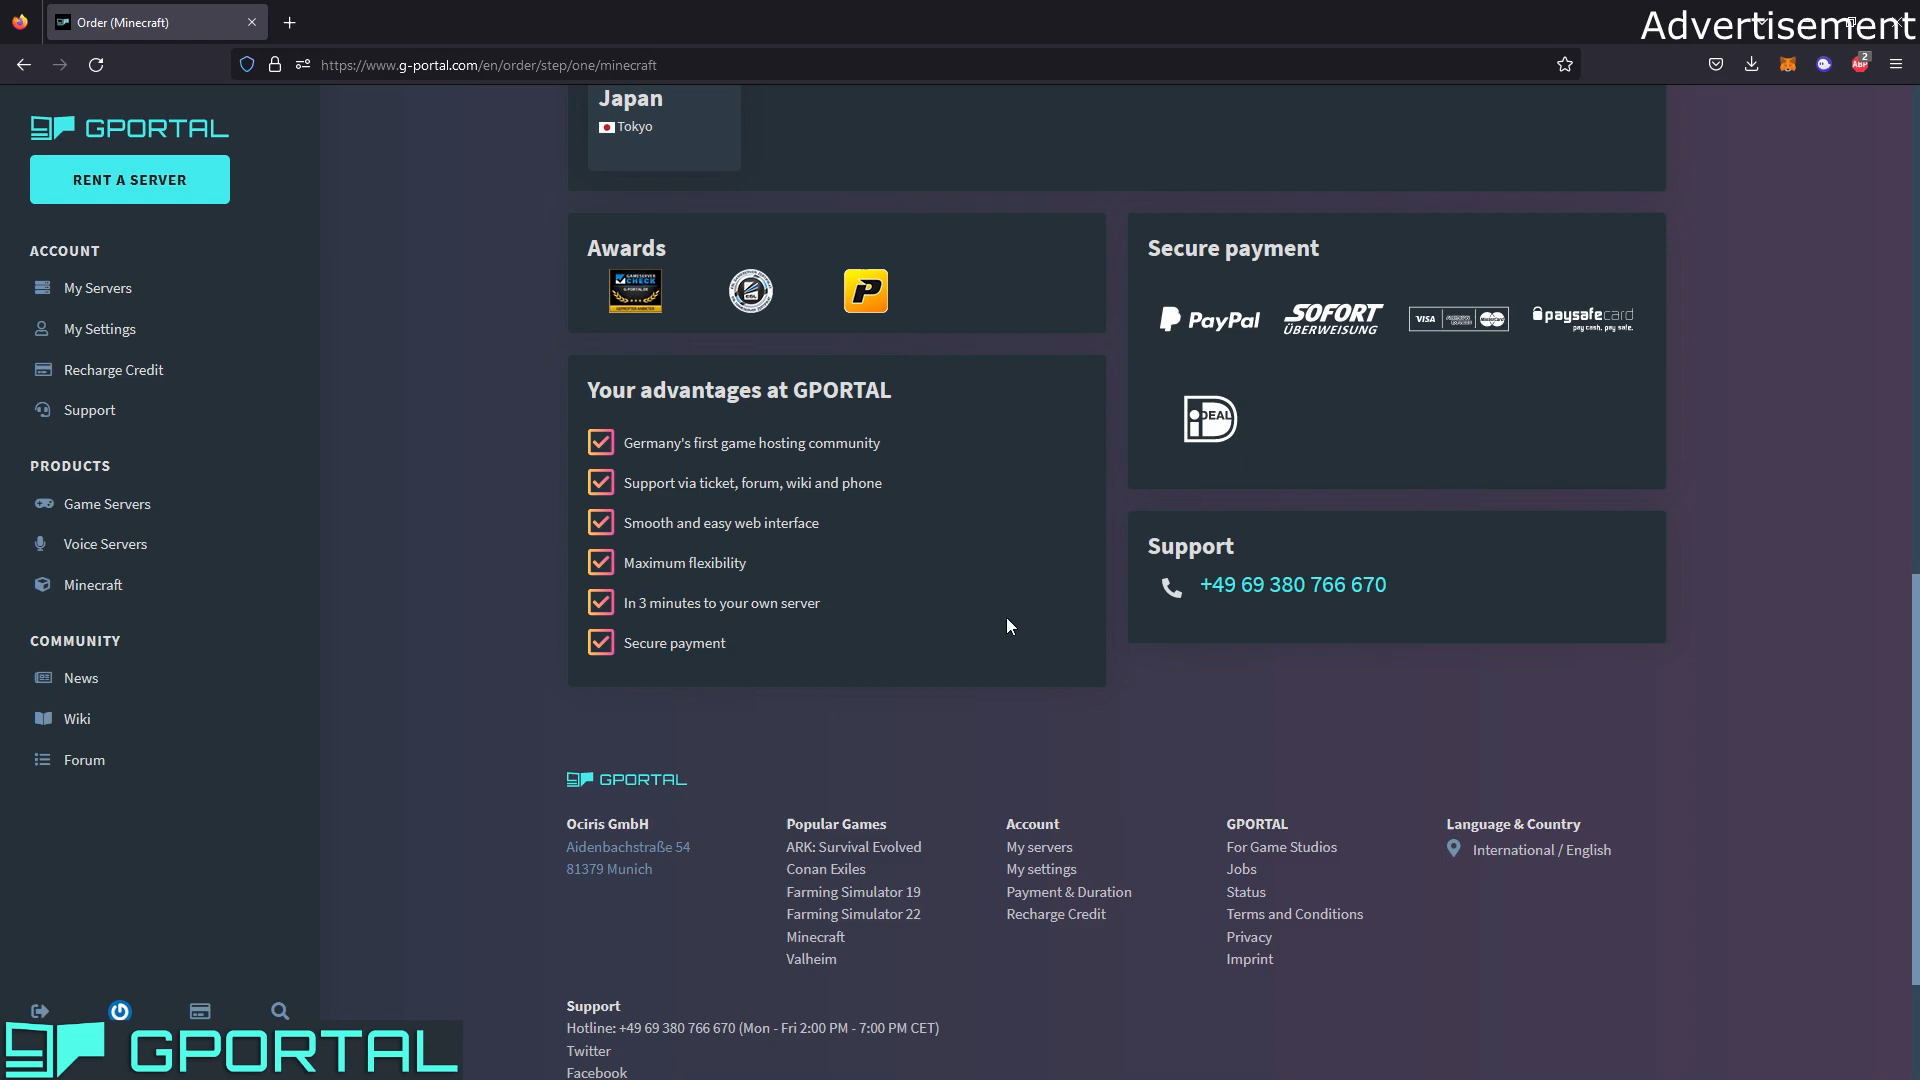 Order (Minecraft)
Advertisement
https://www.g-portal.com/en/order/step/one/minecraft
2
ABP
GPORTAL
RENT A SERVER
ACCOUNT
My Servers
My Settings
Recharge Credit
Support
PRODUCTS
Game Servers
Voice Servers
Minecraft
COMMUNITY
News
Wiki
Forum
GPORTAL
Japan
Tokyo
Awards
GAMESERVER
CHECK
ESL
P
Your advantages at GPORTAL
Germany's first game hosting community
Support via ticket, forum, wiki and phone
Smooth and easy web interface
Maximum flexibility
In 3 minutes to your own server
Secure payment
Secure payment
PayPal
SOFORT
ÜBERWEISUNG
VISA
MasterCard
paysafecard
pay cash. pay safe.
iDEAL
Support
+49 69 380 766 670
GPORTAL
Ociris GmbH
Aidenbachstraße 54
81379 Munich
Popular Games
ARK: Survival Evolved
Conan Exiles
Farming Simulator 19
Farming Simulator 22
Minecraft
Valheim
Account
My servers
My settings
Payment & Duration
Recharge Credit
GPORTAL
For Game Studios
Jobs
Status
Terms and Conditions
Privacy
Imprint
Language & Country
International / English
Support
Hotline: +49 69 380 766 670 (Mon - Fri 2:00 PM - 7:00 PM CET)
Twitter
Facebook